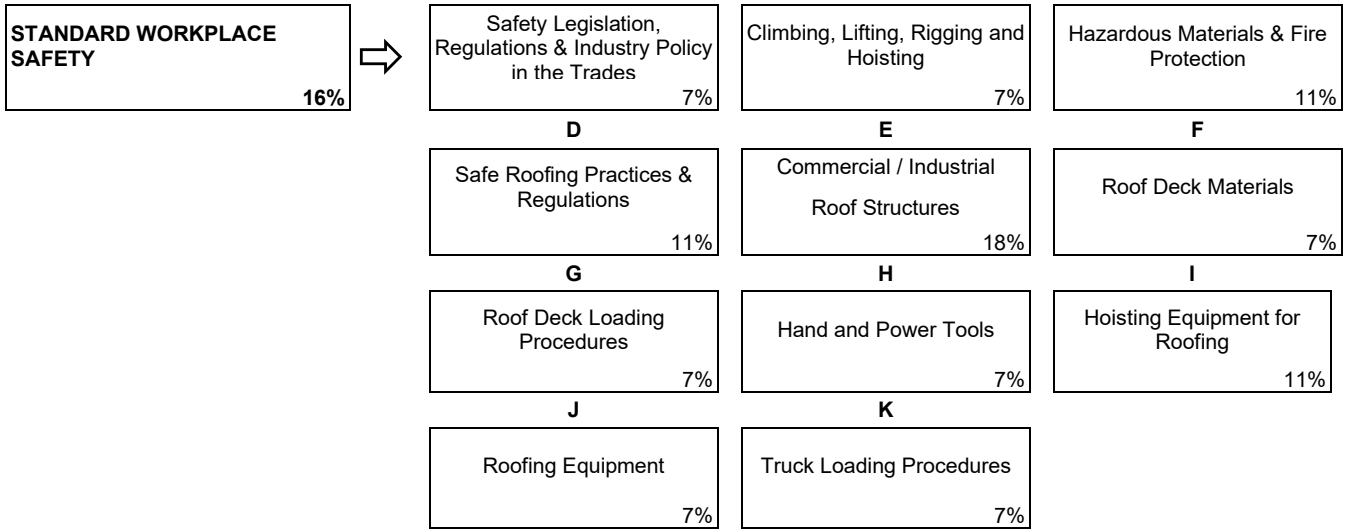 STANDARD WORKPLACE
SAFETY
16%
Safety Legislation,
Regulations & Industry Policy
in the Trades
7%
Climbing, Lifting, Rigging and
Hoisting
7%
Hazardous Materials & Fire
Protection
11%
D
E
F
Safe Roofing Practices &
Regulations
11%
Commercial / Industrial
Roof Structures
18%
Roof Deck Materials
7%
G
H
I
Roof Deck Loading
Procedures
7%
Hand and Power Tools
7%
Hoisting Equipment for
Roofing
11%
J
K
Roofing Equipment
7%
Truck Loading Procedures
7%